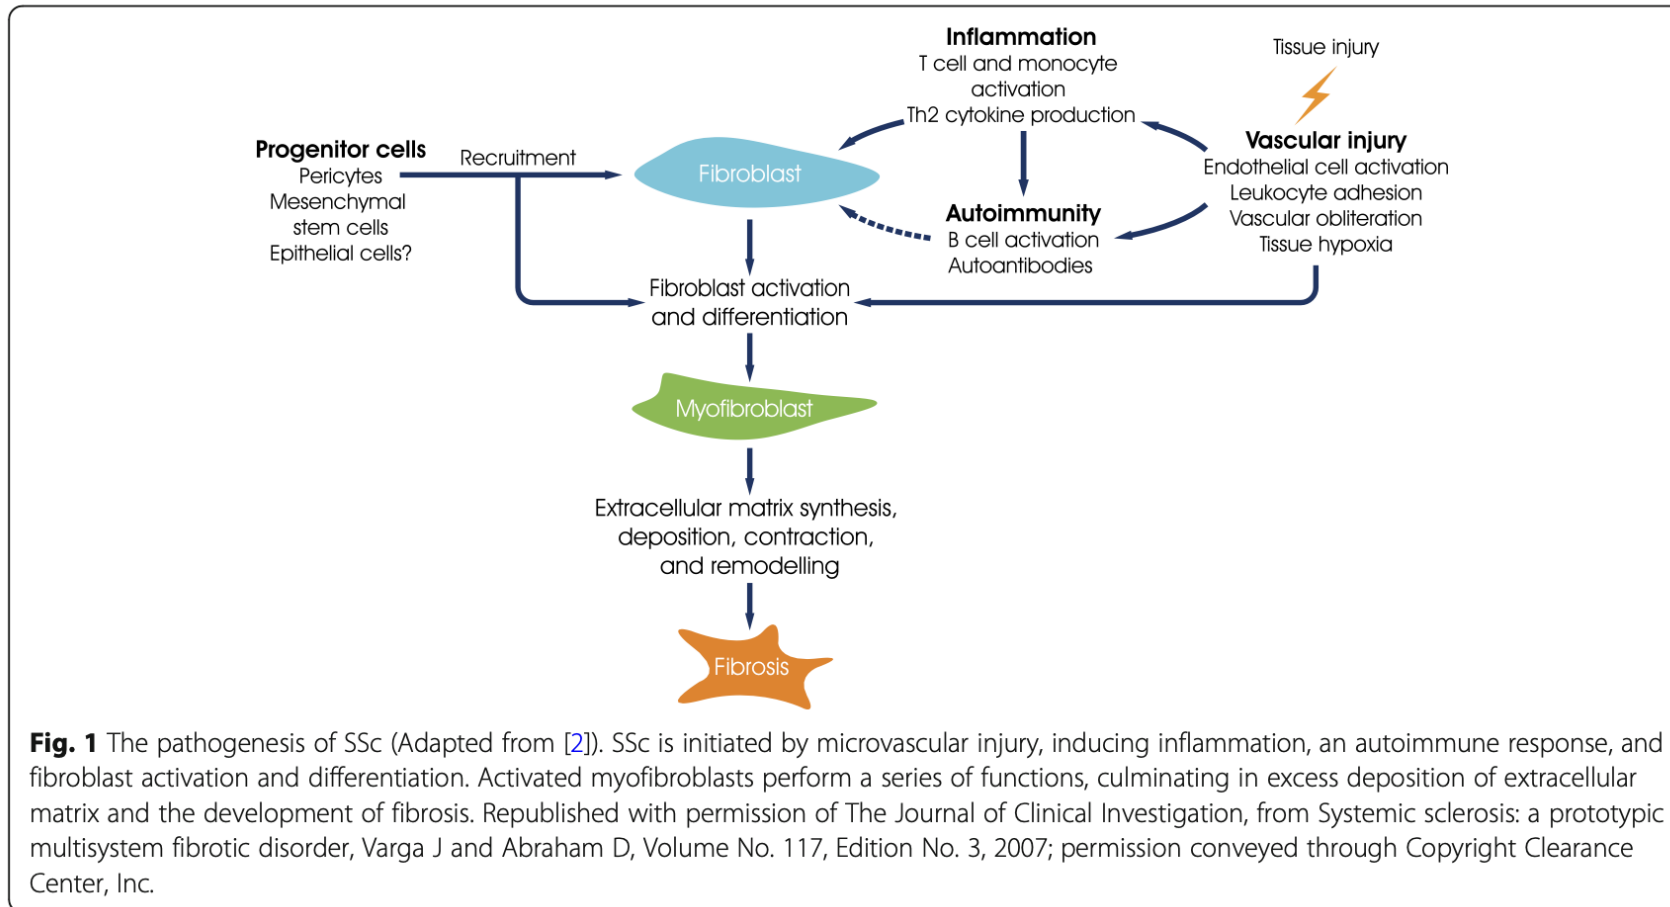 Inflammation
T cell and monocyte
activation
Th2 cytokine production
Tissue injury
Vascular injury
Endothelial cell activation
Leukocyte adhesion
Vascular obliteration
Tissue hypoxia
Progenitor cells
Pericytes
Mesenchymal
stem cells
Epithelial cells?
Recruitment
Fibroblast
Autoimmunity
B cell activation
Autoantibodies
Fibroblast activation
and differentiation
Myofibroblast
Extracellular matrix synthesis,
deposition, contraction,
and remodelling
Fibrosis
Fig. 1 The pathogenesis of SSc (Adapted from [2]). SSc is initiated by microvascular injury, inducing inflammation, an autoimmune response, and
fibroblast activation and differentiation. Activated myofibroblasts perform a series of functions, culminating in excess deposition of extracellular
matrix and the development of fibrosis. Republished with permission of The Journal of Clinical Investigation, from Systemic sclerosis: a prototypic
multisystem fibrotic disorder, Varga J and Abraham D, Volume No. 117, Edition No. 3, 2007; permission conveyed through Copyright Clearance
Center, Inc.